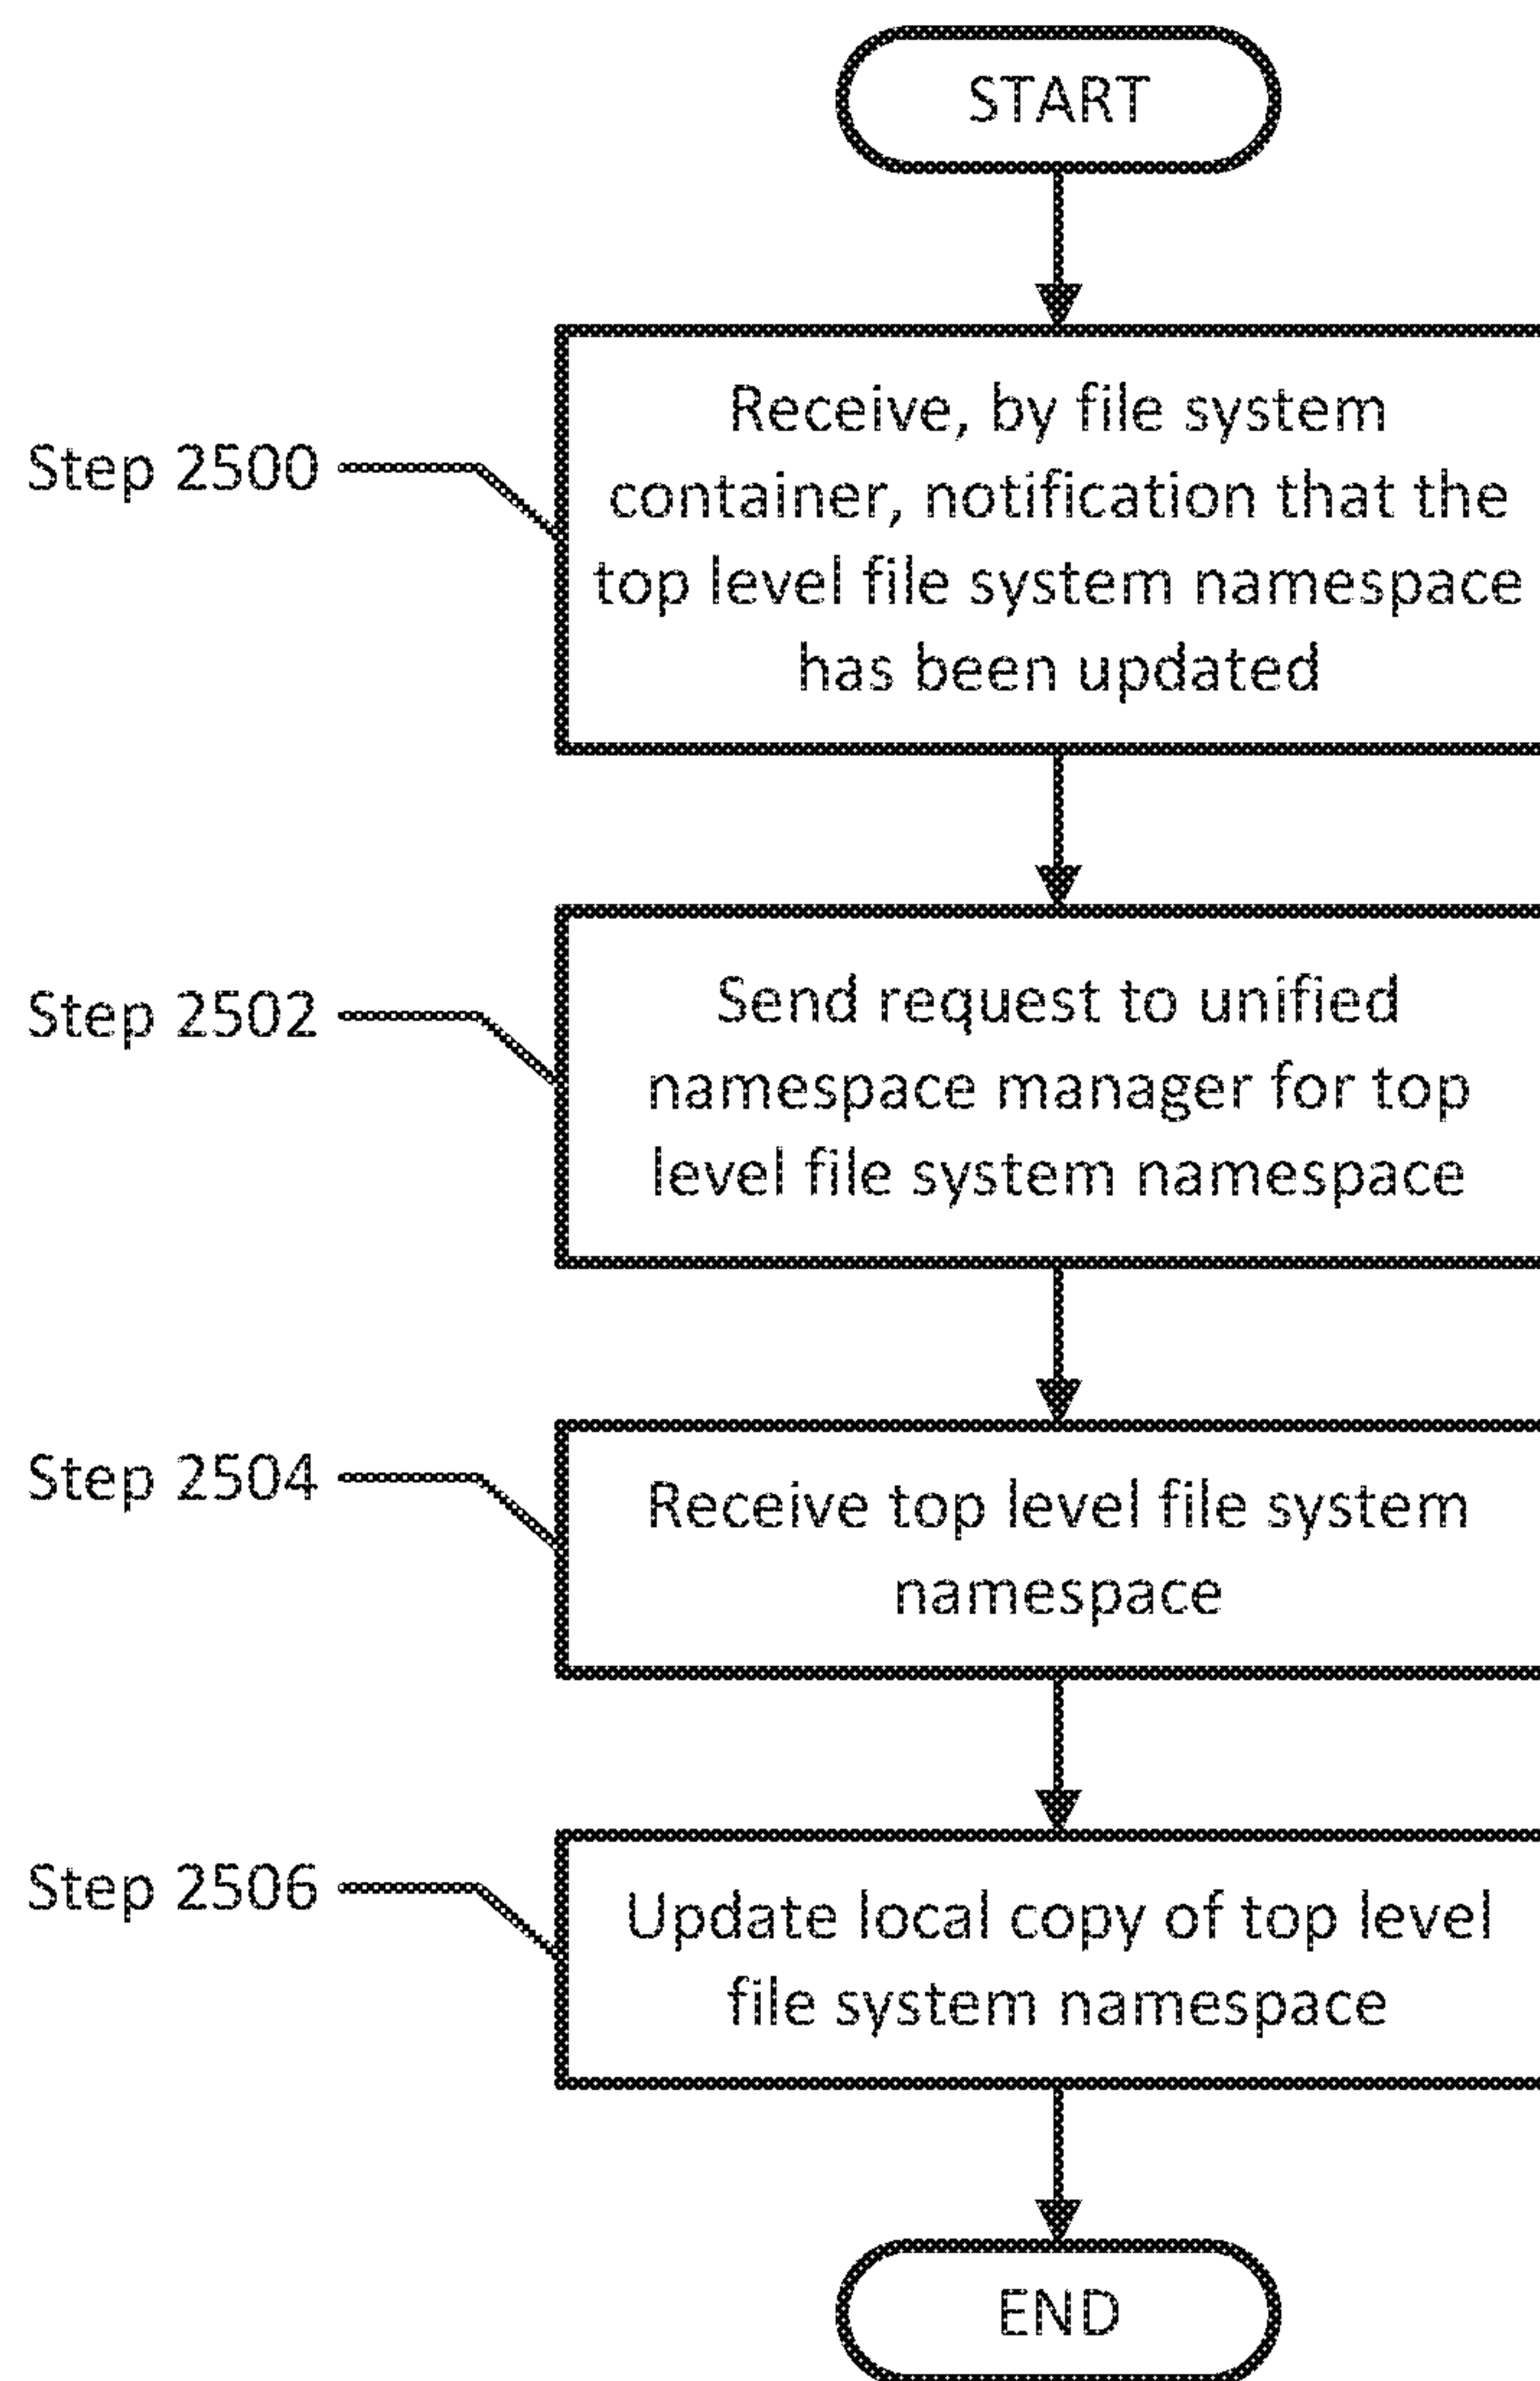 START
Step 2500
Receive, by file system
container, notification that the
top level file system namespace
has been updated
Step 2502
Send request to unified
namespace manager for top
level file system namespace
Step 2504
Receive top level file system
namespace
Step 2506
Update local copy of top level
file system namespace
END